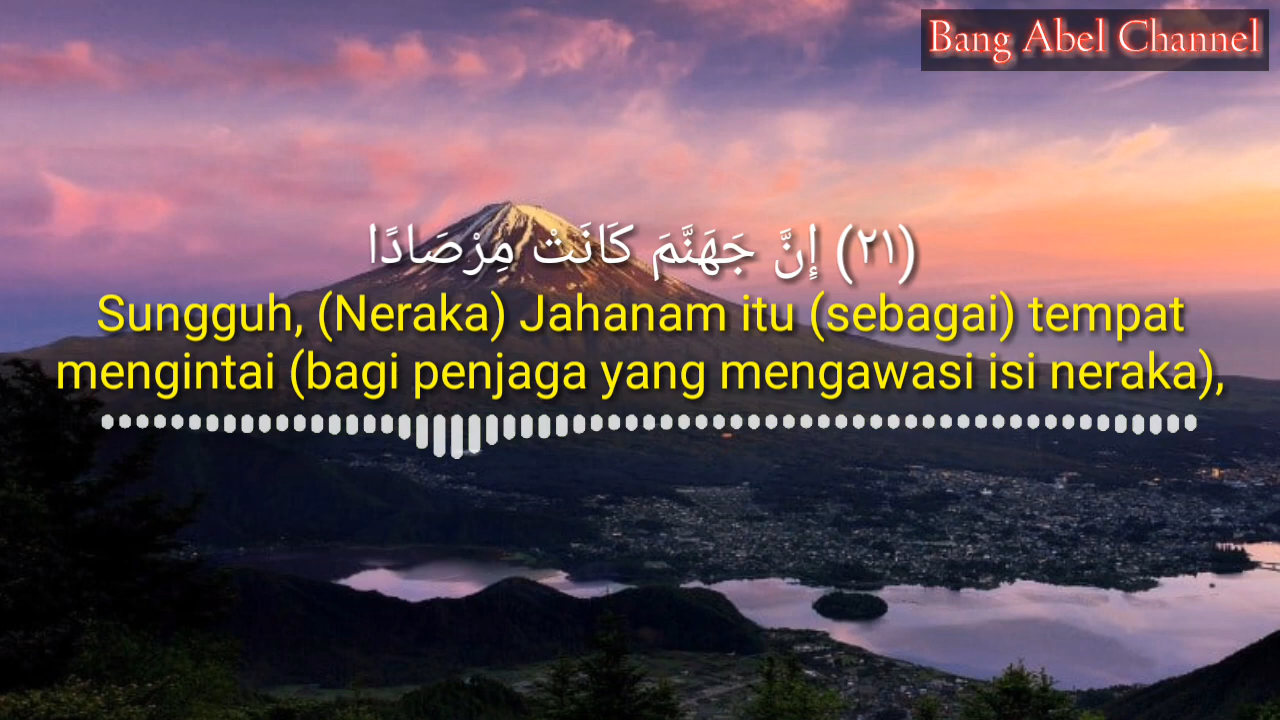 Bang Abel Channel
(٢١) إِنَّ جَهَنَّمَ كَانَتْ مِرْصَادًا
Sungguh, (Neraka) Jahanam itu (sebagai) tempat
mengintai (bagi penjaga yang mengawasi isi neraka),